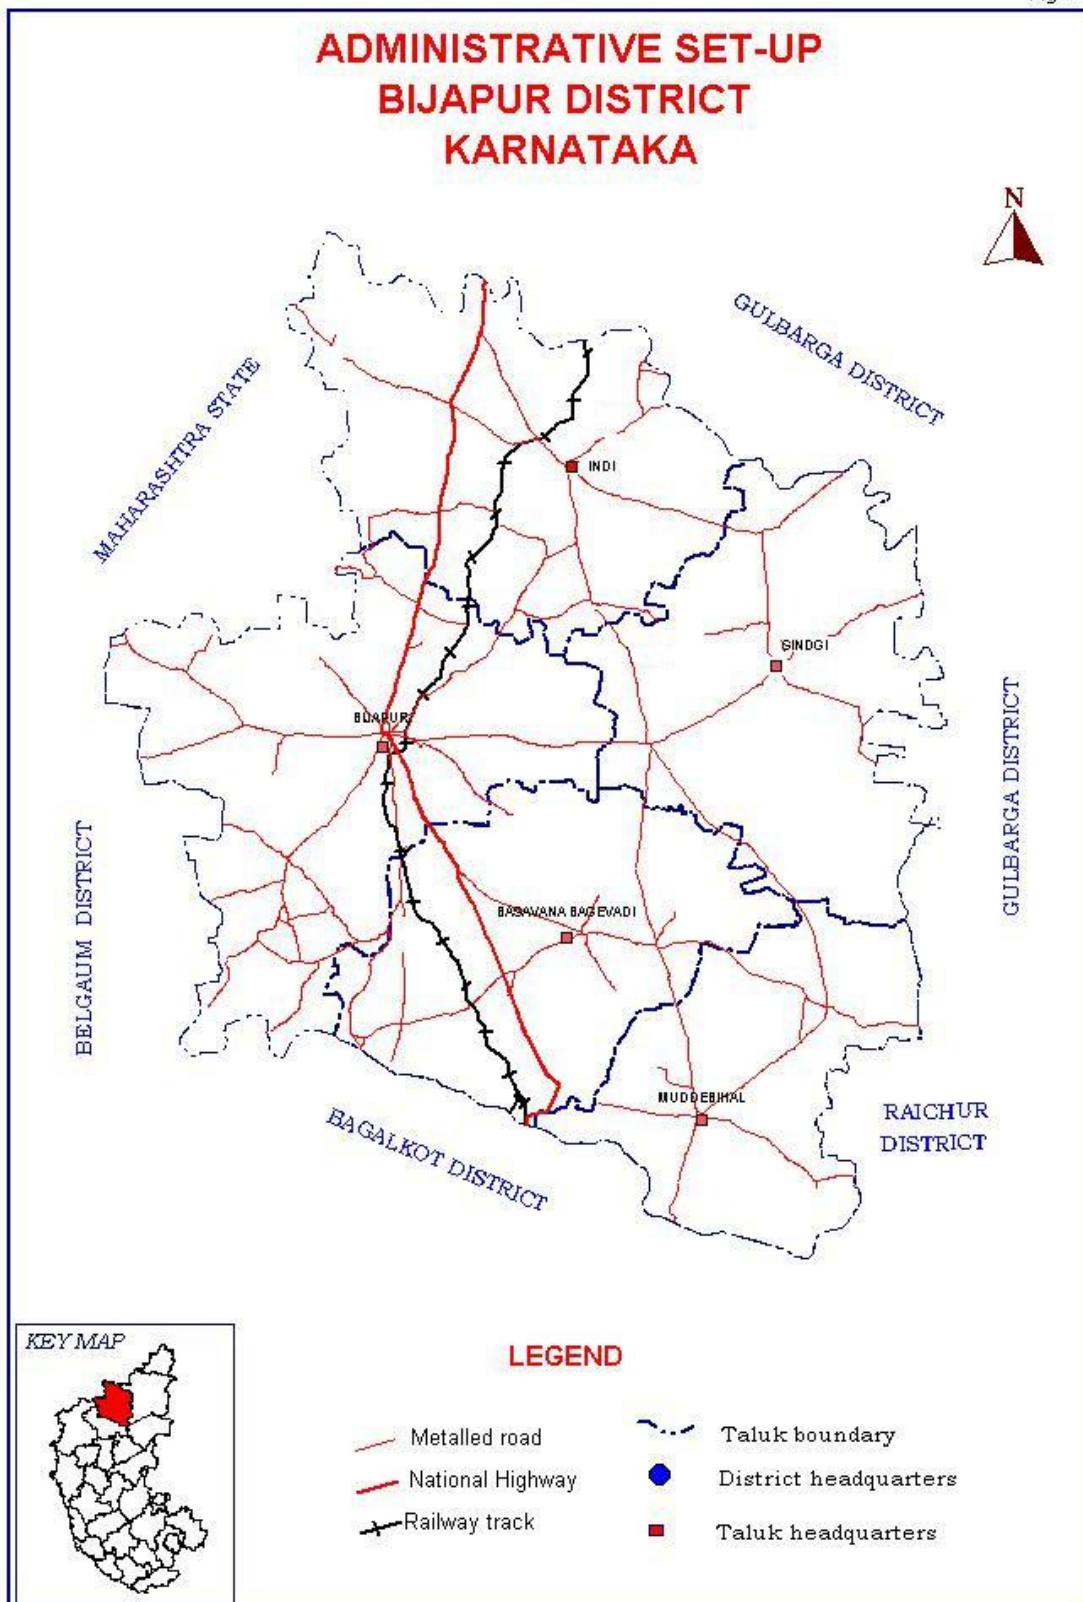 ADMINISTRATIVE SET-UP
BIJAPUR DISTRICT
KARNATAKA
N
GULBARGA DISTRICT
MAHARASHTRA STATE
INDI
SINDGI
BIJAPUR
GULBARGA DISTRICT
BELGAUM DISTRICT
BASAVANA BAGEVADI
MUDDEBIHAL
RAICHUR
DISTRICT
BAGALKOT DISTRICT
KEY MAP
LEGEND
Metalled road
National Highway
Railway track
Taluk boundary
District headquarters
Taluk headquarters